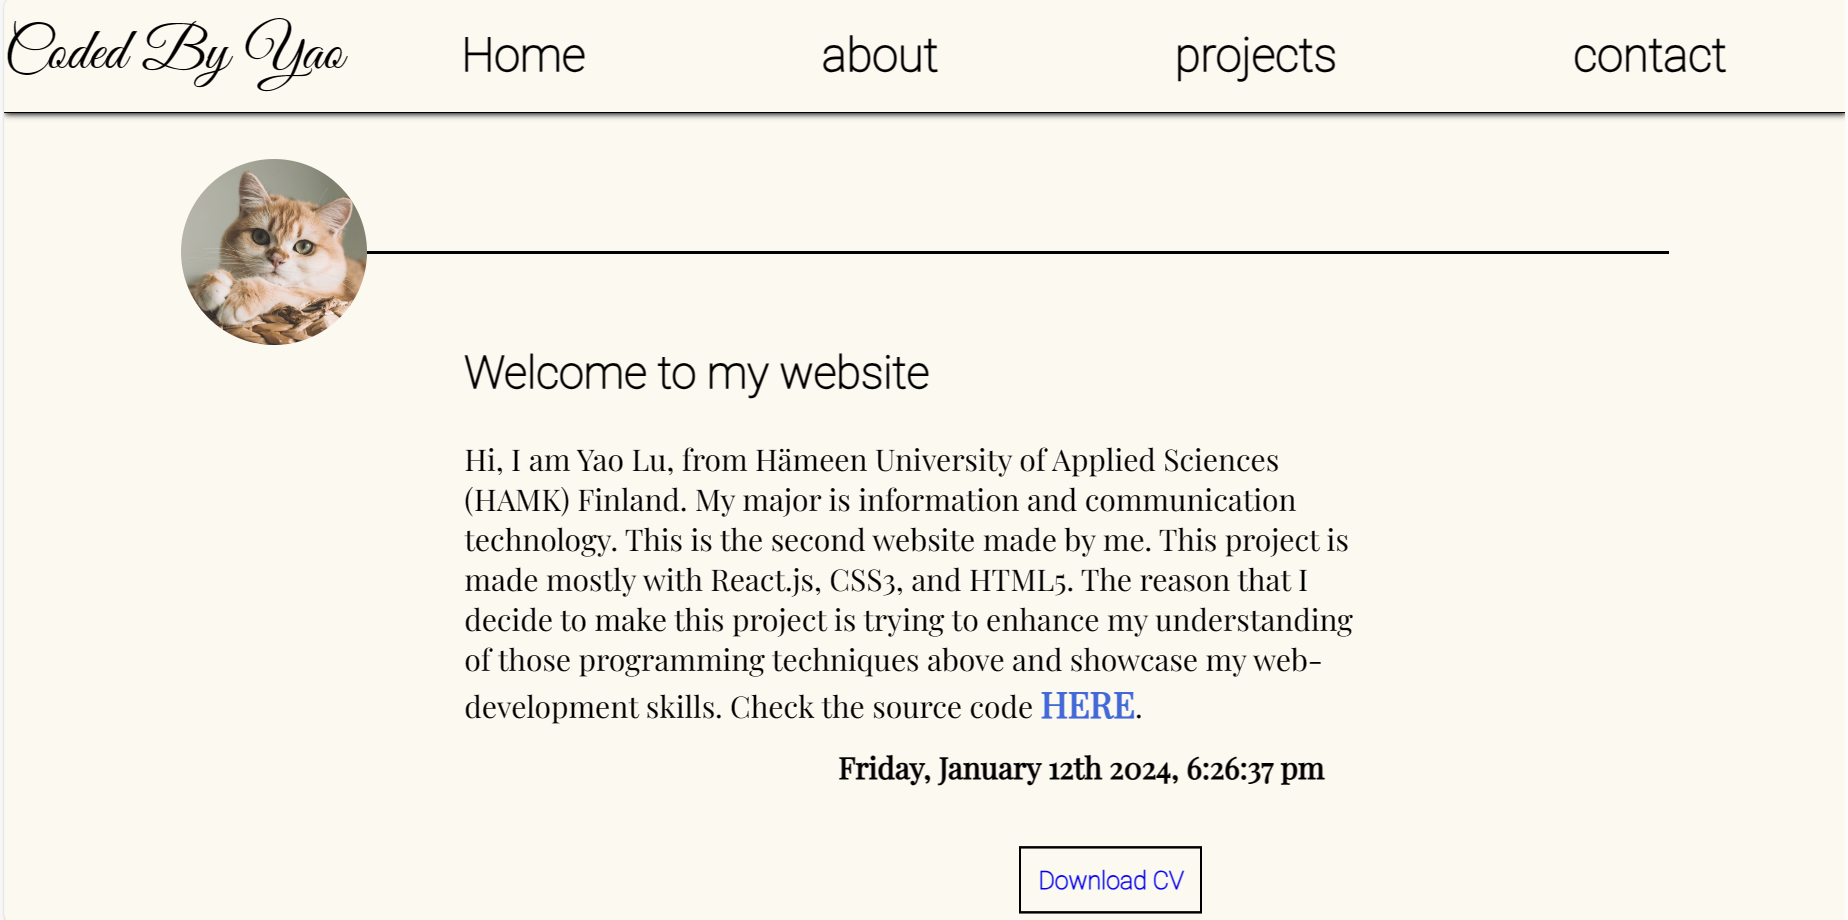 Coded By Yao
Home
about
projects
contact
Welcome to my website
Hi, I am Yao Lu, from Hämeen University of Applied Sciences
(HAMK) Finland. My major is information and communication
technology. This is the second website made by me. This project is
made mostly with React.js, CSS3, and HTML5. The reason that I
decide to make this project is trying to enhance my understanding
of those programming techniques above and showcase my web-
development skills. Check the source code HERE.
Friday, January 12th 2024, 6:26:37 pm
Download CV